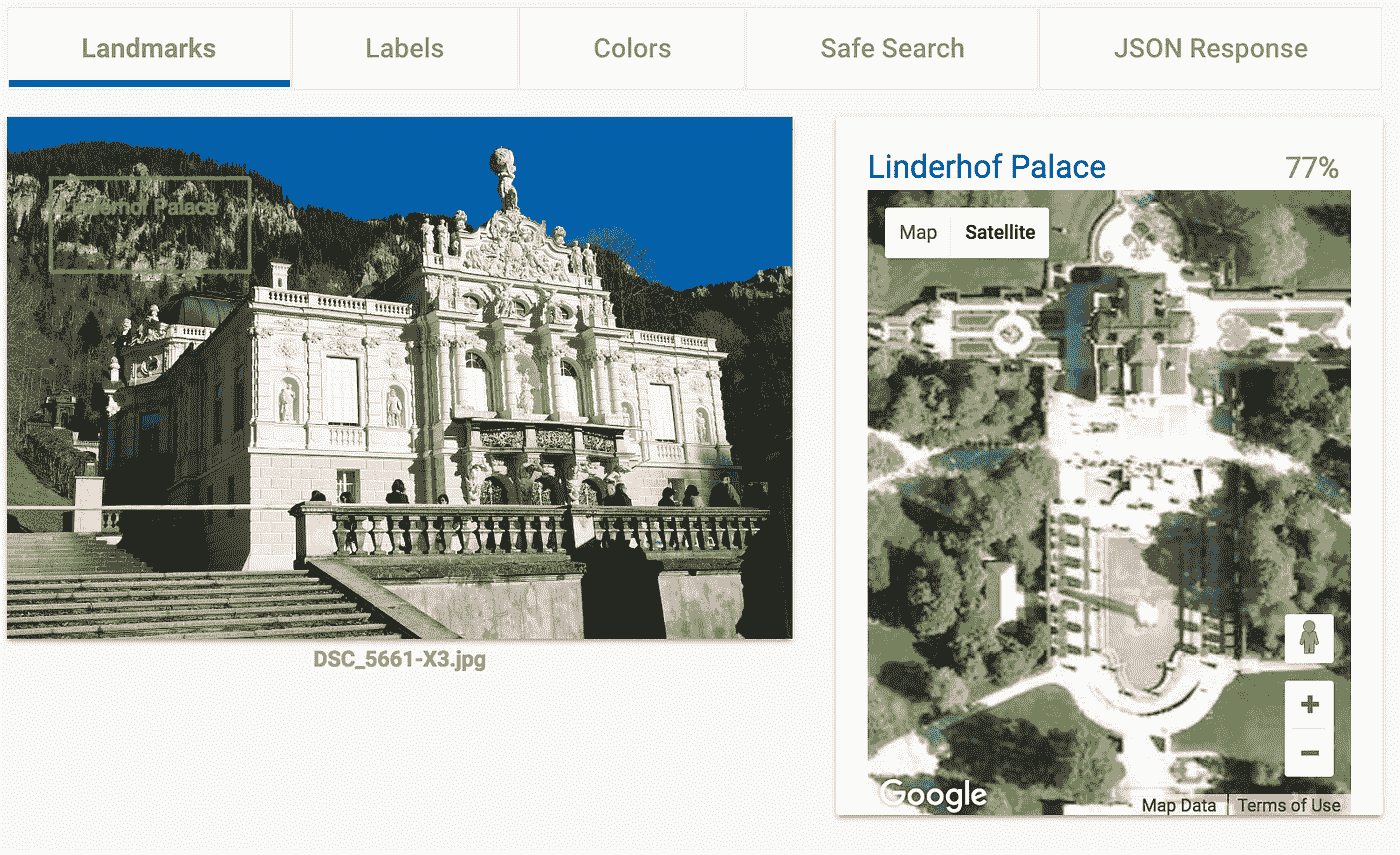 Landmarks
Labels
Colors
Safe Search
JSON Response
Linderhof Palace
DSC_5661-X3.jpg
Linderhof Palace 77%
Map Satellite
Google
Map Data Terms of Use